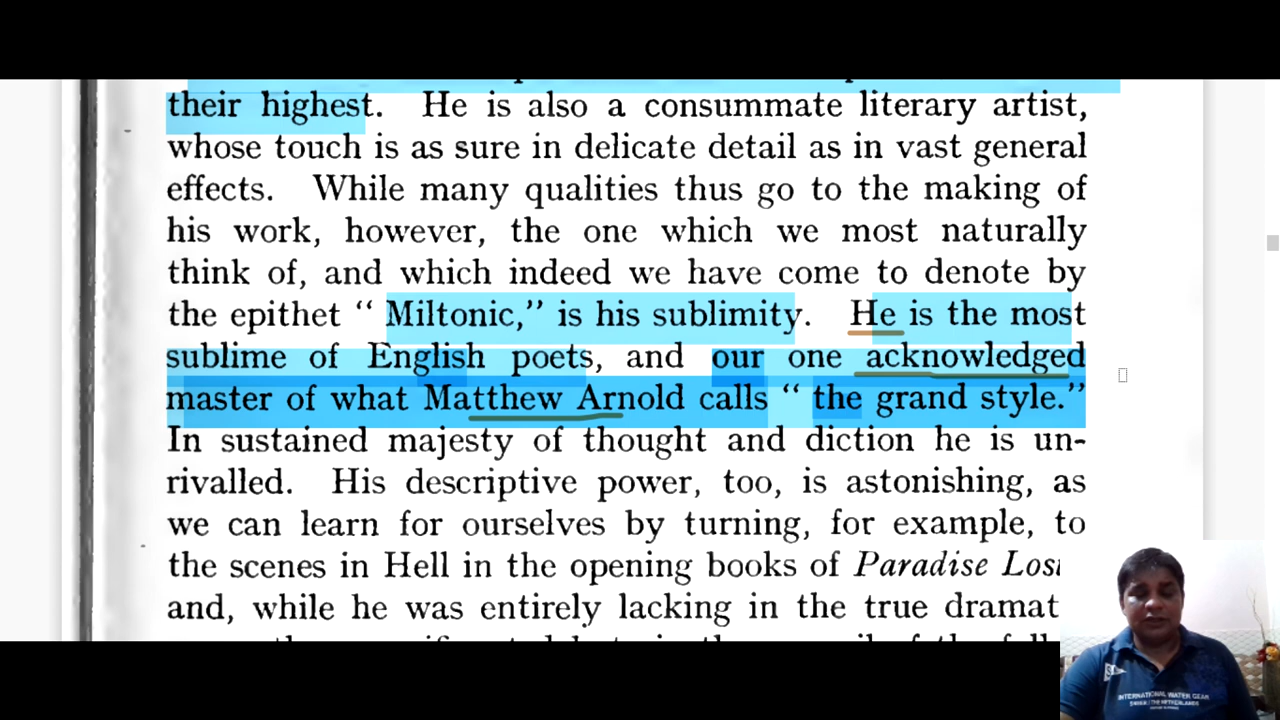 their highest. He is also a consummate literary artist,
whose touch is as sure in delicate detail as in vast general
effects. While many qualities thus go to the making of
his work, however, the one which we most naturally
think of, and which indeed we have come to denote by
the epithet “ Miltonic,” is his sublimity. He is the most
sublime of English poets, and our one acknowledged
master of what Matthew Arnold calls “ the grand style.”
In sustained majesty of thought and diction he is un-
rivalled. His descriptive power, too, is astonishing, as
we can learn for ourselves by turning, for example, to
the scenes in Hell in the opening books of Paradise Lost
and, while he was entirely lacking in the true dramat
INTERNATIONAL WATER GEAR